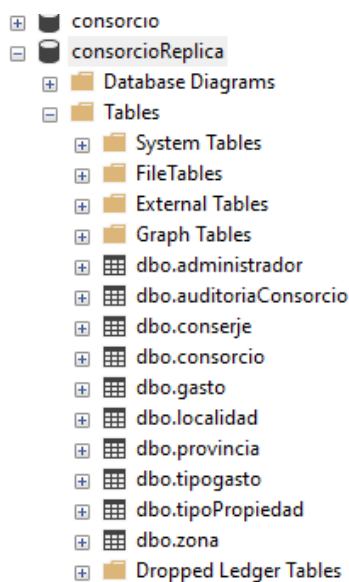 consorcio
consorcioReplica
Database Diagrams
Tables
System Tables
FileTables
External Tables
Graph Tables
dbo.administrador
dbo.auditoriaConsorcio
dbo.conserje
dbo.consorcio
dbo.gasto
dbo.localidad
dbo.provincia
dbo.tipogasto
dbo.tipoPropiedad
dbo.zona
Dropped Ledger Tables